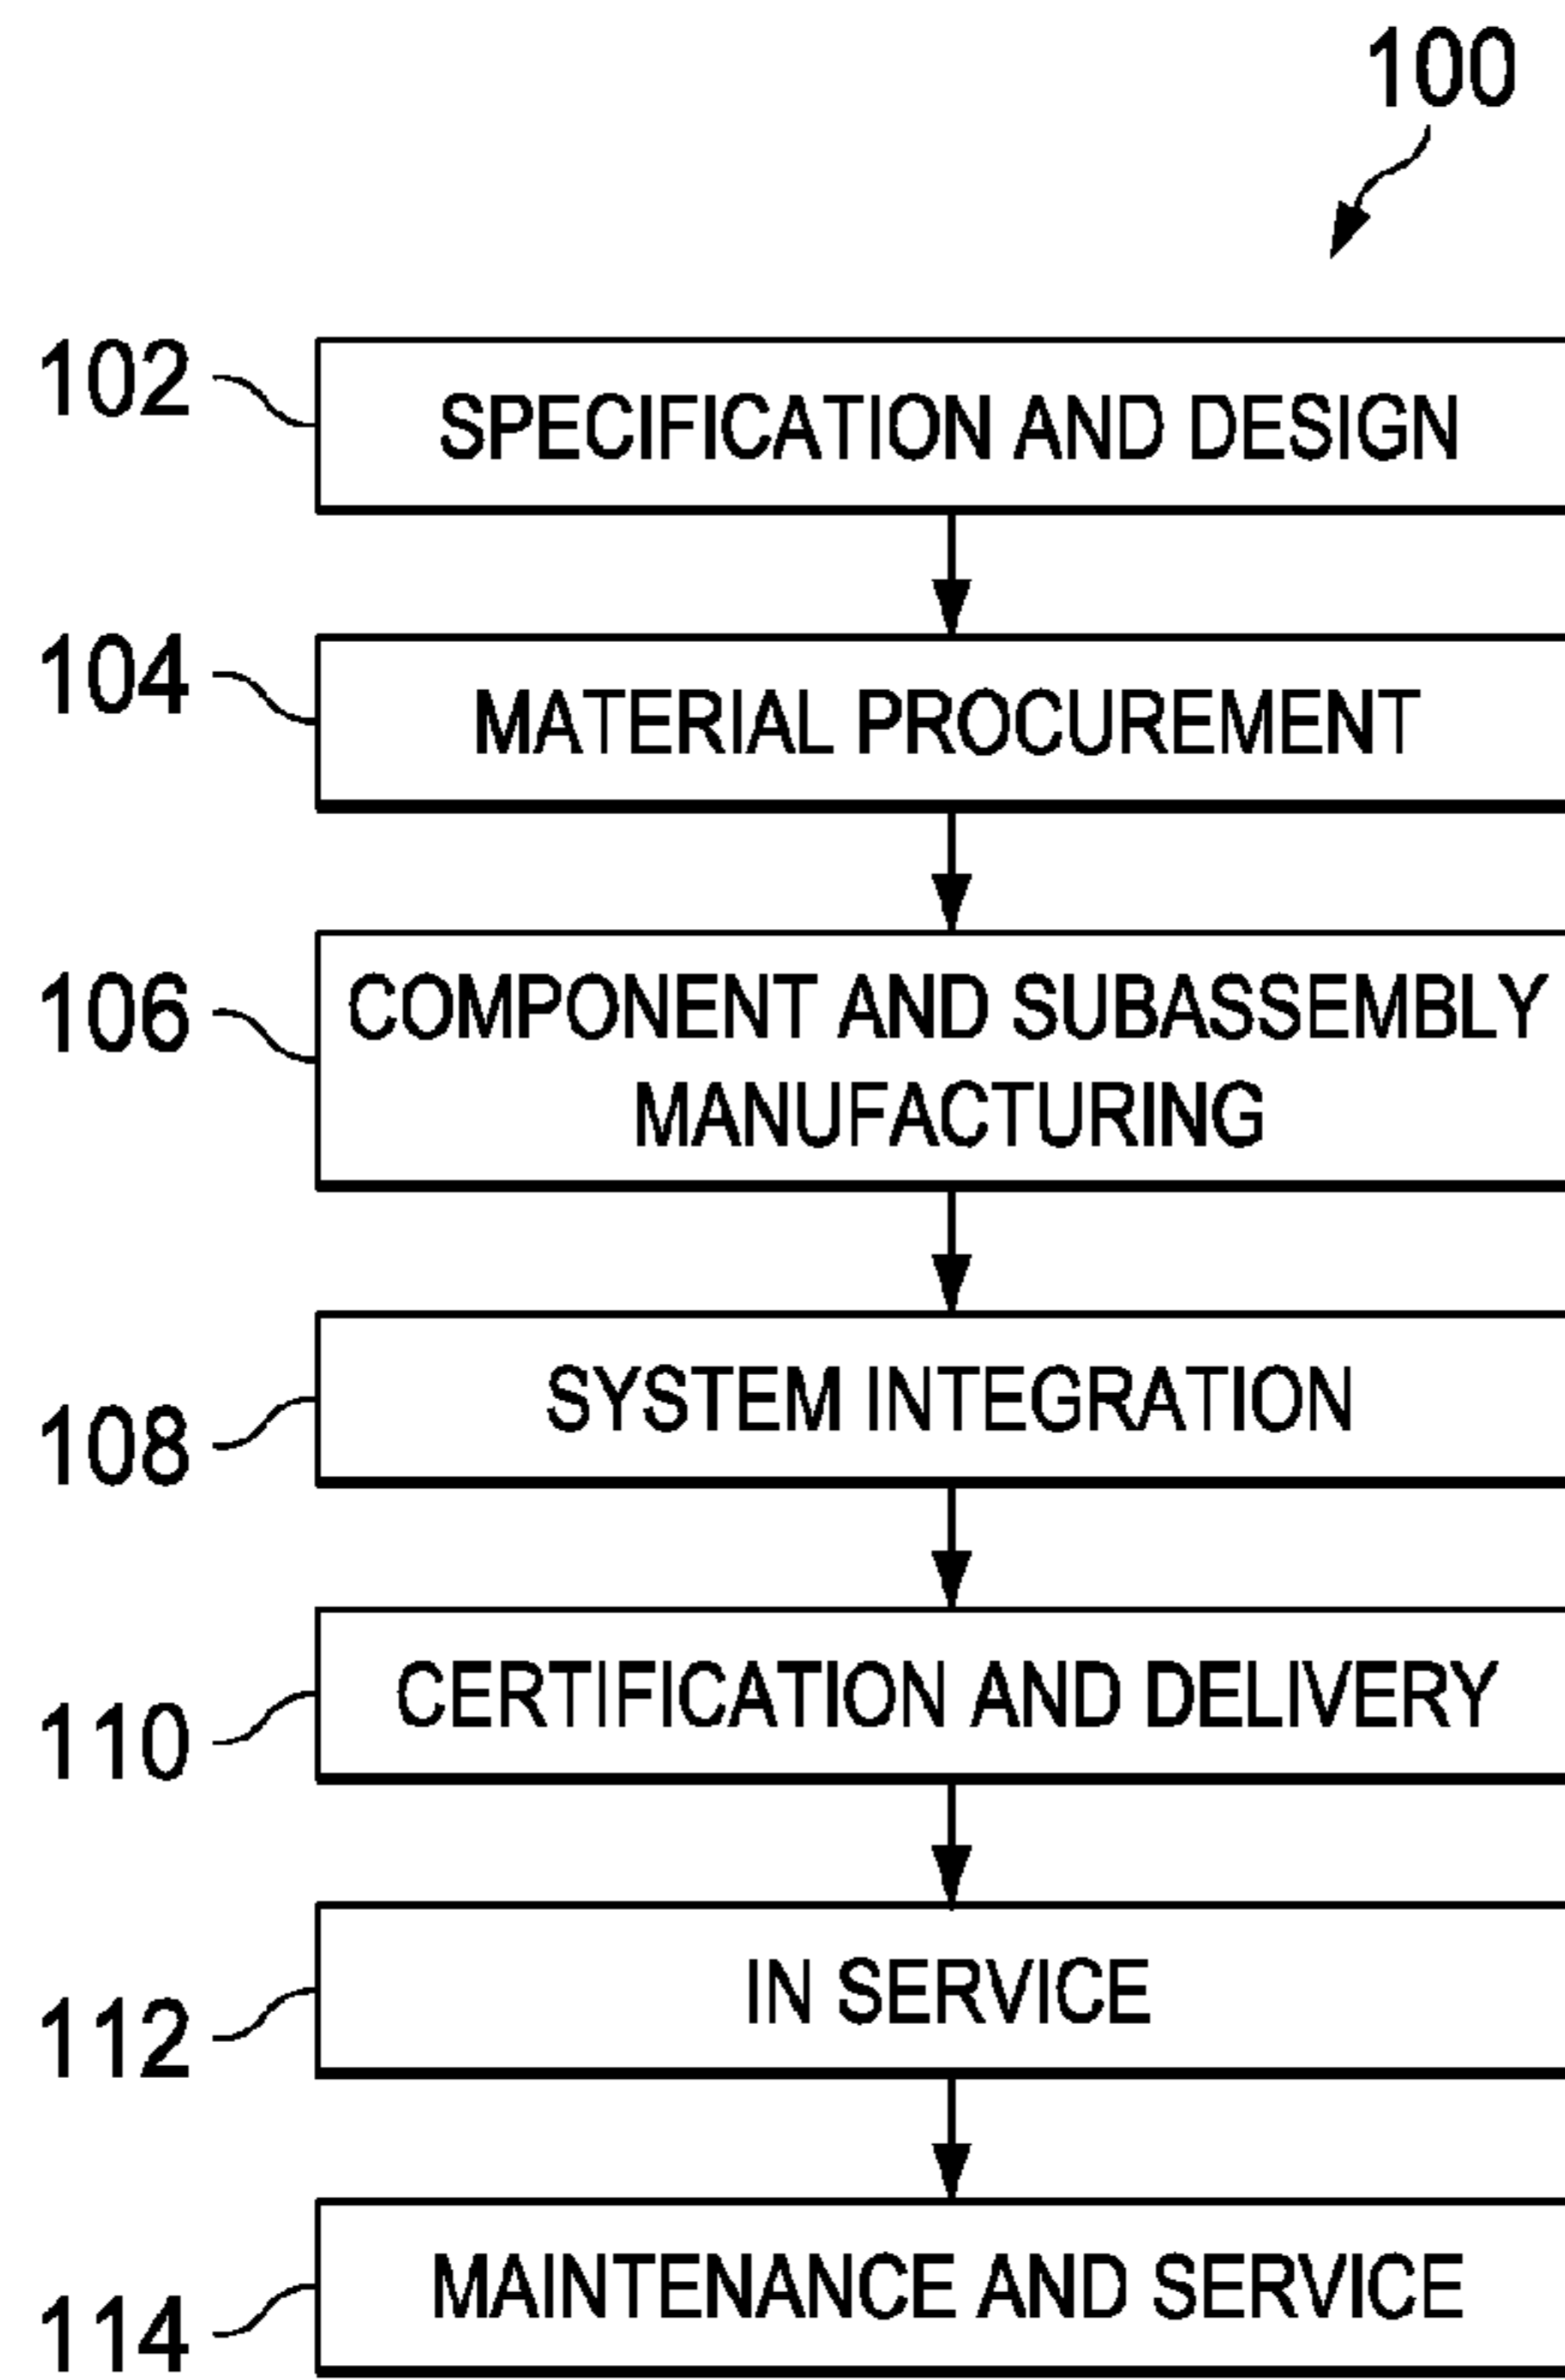 100
102
SPECIFICATION AND DESIGN
104
MATERIAL PROCUREMENT
106
COMPONENT AND SUBASSEMBLY
MANUFACTURING
108
SYSTEM INTEGRATION
110
CERTIFICATION AND DELIVERY
112
IN SERVICE
114
MAINTENANCE AND SERVICE